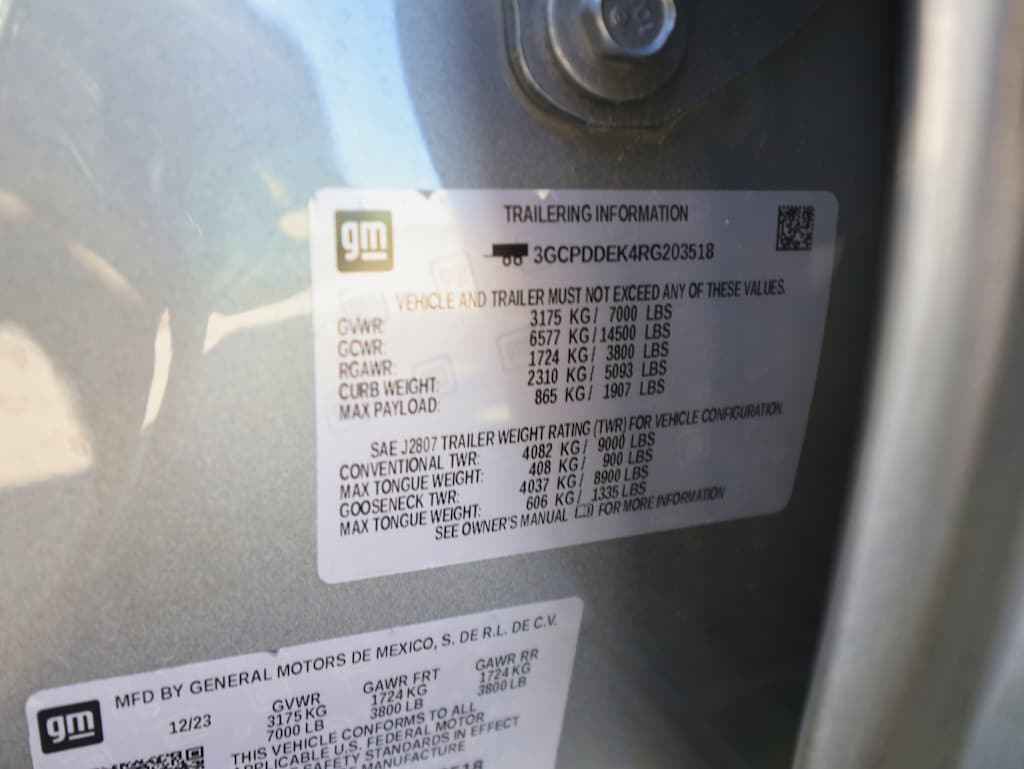 gm
TRAILERING INFORMATION
3GCPDDEK4RG203518
VEHICLE AND TRAILER MUST NOT EXCEED ANY OF THESE VALUES.
GVWR: 3175 KG/ 7000 LBS
GCWR: 6577 KG/14500 LBS
RGAWR: 1724 KG/ 3800 LBS
CURB WEIGHT: 2310 KG/ 5093 LBS
MAX PAYLOAD: 865 KG/ 1907 LBS
SAE J2807 TRAILER WEIGHT RATING (TWR) FOR VEHICLE CONFIGURATION
CONVENTIONAL TWR: 4082 KG/ 9000 LBS
MAX TONGUE WEIGHT: 408 KG/ 900 LBS
GOOSENECK TWR: 4037 KG/ 8900 LBS
MAX TONGUE WEIGHT: 606 KG/ 1335 LBS
SEE OWNER'S MANUAL FOR MORE INFORMATION
gm
MFD BY GENERAL MOTORS DE MEXICO, S. DE R.L. DE C.V.
12/23 GVWR GAWR FRT GAWR RR
3175 KG 1724 KG 1724 KG
7000 LB 3800 LB 3800 LB
THIS VEHICLE CONFORMS TO ALL
APPLICABLE U.S. FEDERAL MOTOR
SAFETY STANDARDS IN EFFECT
MANUFACTURE